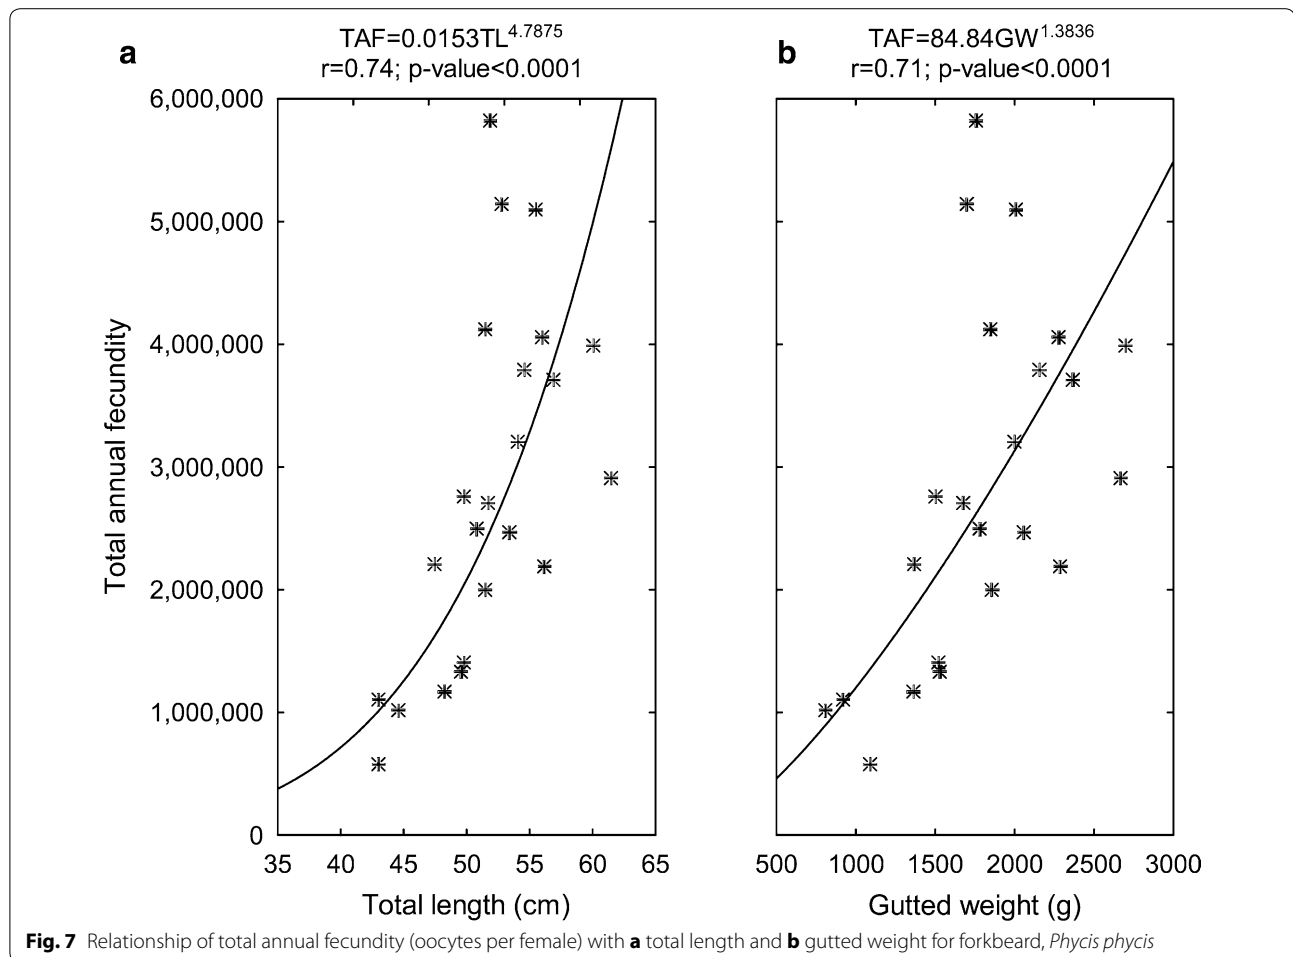 a
TAF=0.0153TL^4.7875
r=0.74; p-value<0.0001
b
TAF=84.84GW^1.3836
r=0.71; p-value<0.0001
Total annual fecundity
6,000,000
5,000,000
4,000,000
3,000,000
2,000,000
1,000,000
0
35 40 45 50 55 60 65
500 1000 1500 2000 2500 3000
Total length (cm)
Gutted weight (g)
Fig. 7 Relationship of total annual fecundity (oocytes per female) with a total length and b gutted weight for forkbeard, Phycis phycis